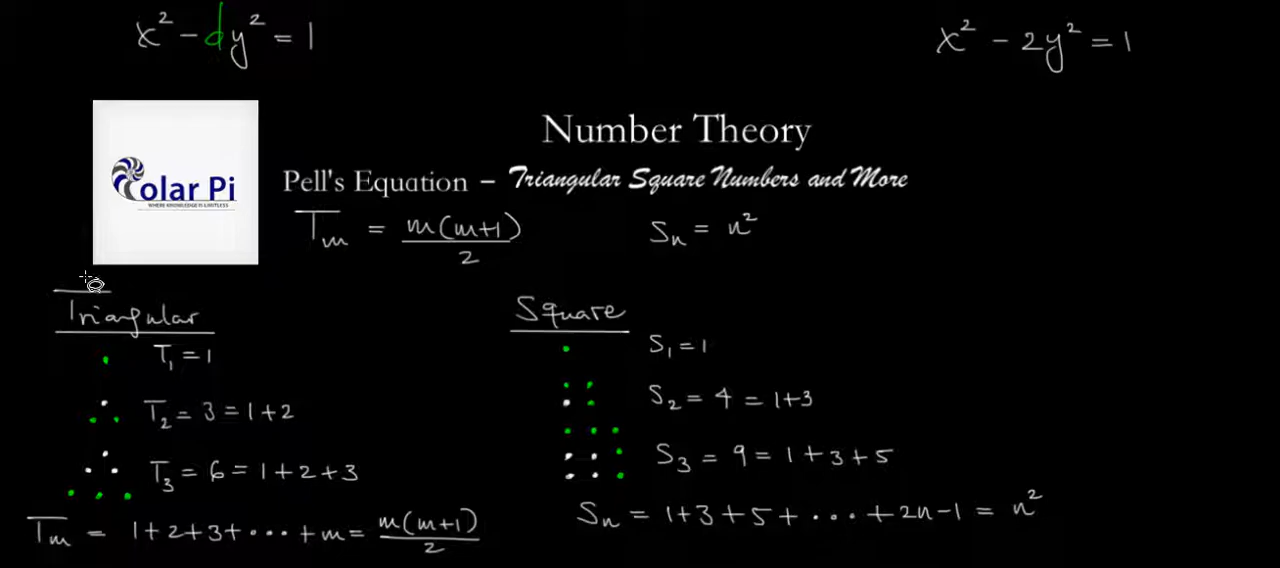 x² - dy² = 1
x² - 2y² = 1
Number Theory
Pell's Equation – Triangular Square Numbers and More
Colar Pi
WHERE KNOWLEDGE IS LIMITLESS
Tₘ = m(m+1)/2
Sₙ = n²
Triangular
T₁ = 1
T₂ = 3 = 1+2
T₃ = 6 = 1+2+3
Tₘ = 1+2+3+···+m = m(m+1)/2
Square
S₁ = 1
S₂ = 4 = 1+3
S₃ = 9 = 1+3+5
Sₙ = 1+3+5+···+2n-1 = n²